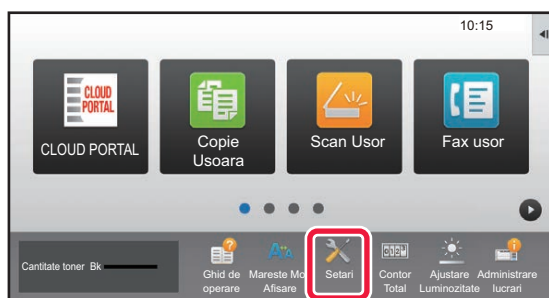 10:15
CLOUD
PORTAL
CLOUD PORTAL
Copie
Usoara
Scan Usor
Fax usor
Cantitate toner Bk
Ghid de
operare
Mareste Mo
Afisare
Setari
Contor
Total
Ajustare
Luminozitate
Administrare
lucrari